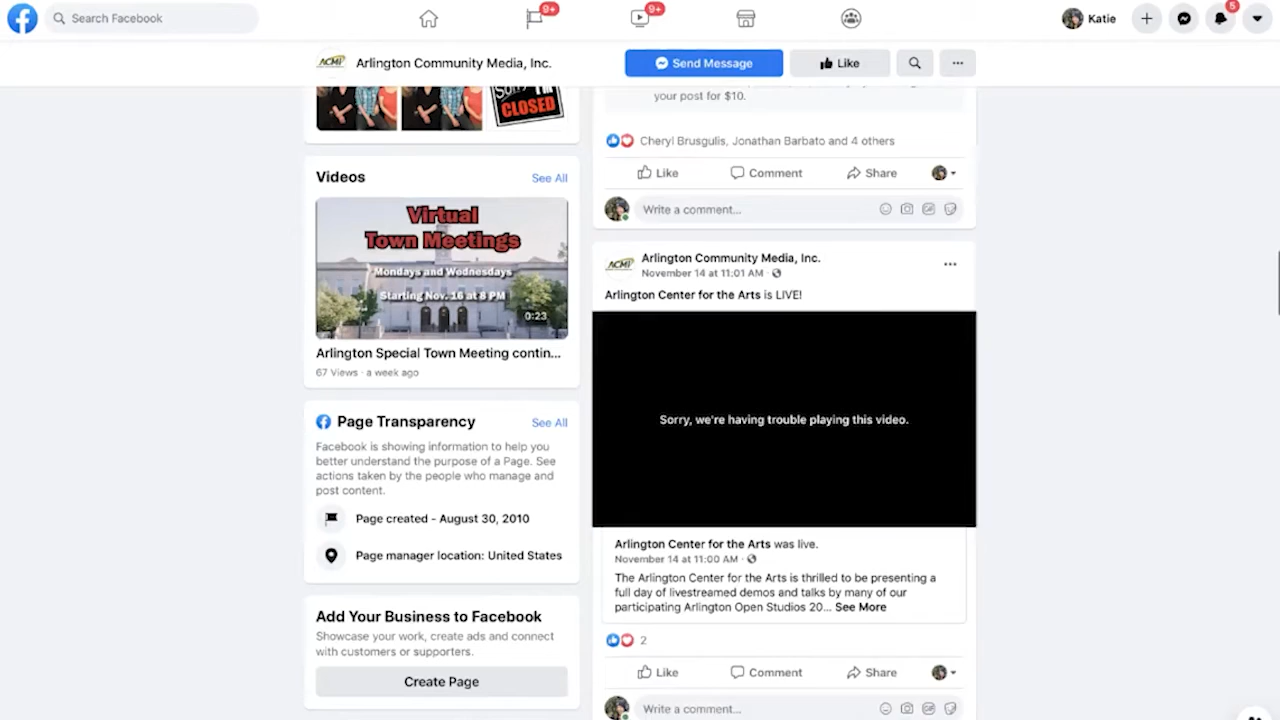 Search Facebook
9+
9+
Katie
5
ACMi
Arlington Community Media, Inc.
Send Message
Like
CLOSED
your post for $10.
Cheryl Brusgulis, Jonathan Barbato and 4 others
Like
Comment
Share
Write a comment...
Videos
See All
Virtual
Town Meetings
Mondays and Wednesdays
Starting Nov. 16 at 8 PM
0:23
Arlington Special Town Meeting contin...
67 Views · a week ago
Page Transparency
See All
Facebook is showing information to help you
better understand the purpose of a Page. See
actions taken by the people who manage and
post content.
Page created - August 30, 2010
Page manager location: United States
Add Your Business to Facebook
Showcase your work, create ads and connect
with customers or supporters.
Create Page
ACMi
Arlington Community Media, Inc.
November 14 at 11:01 AM ·
Arlington Center for the Arts is LIVE!
Sorry, we're having trouble playing this video.
Arlington Center for the Arts was live.
November 14 at 11:00 AM ·
The Arlington Center for the Arts is thrilled to be presenting a
full day of livestreamed demos and talks by many of our
participating Arlington Open Studios 20... See More
2
Like
Comment
Share
Write a comment...